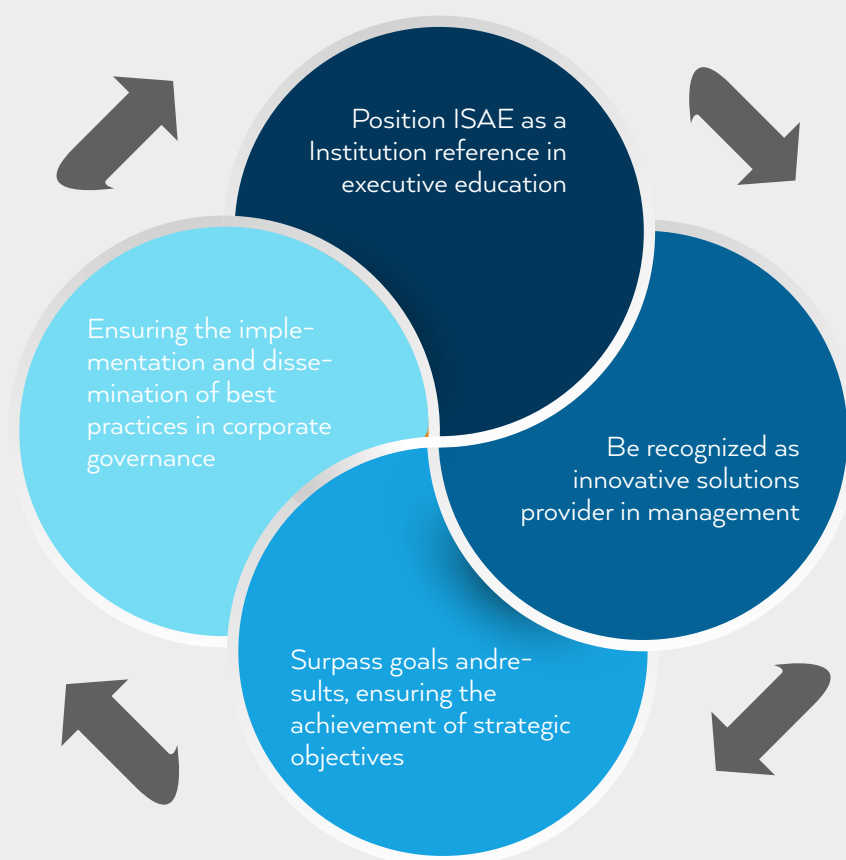 Position ISAE as a
Institution reference in
executive education
Ensuring the imple-
mentation and disse-
mination of best
practices in corporate
governance
Be recognized as
innovative solutions
provider in management
Surpass goals andre-
sults, ensuring the
achievement of strategic
objectives